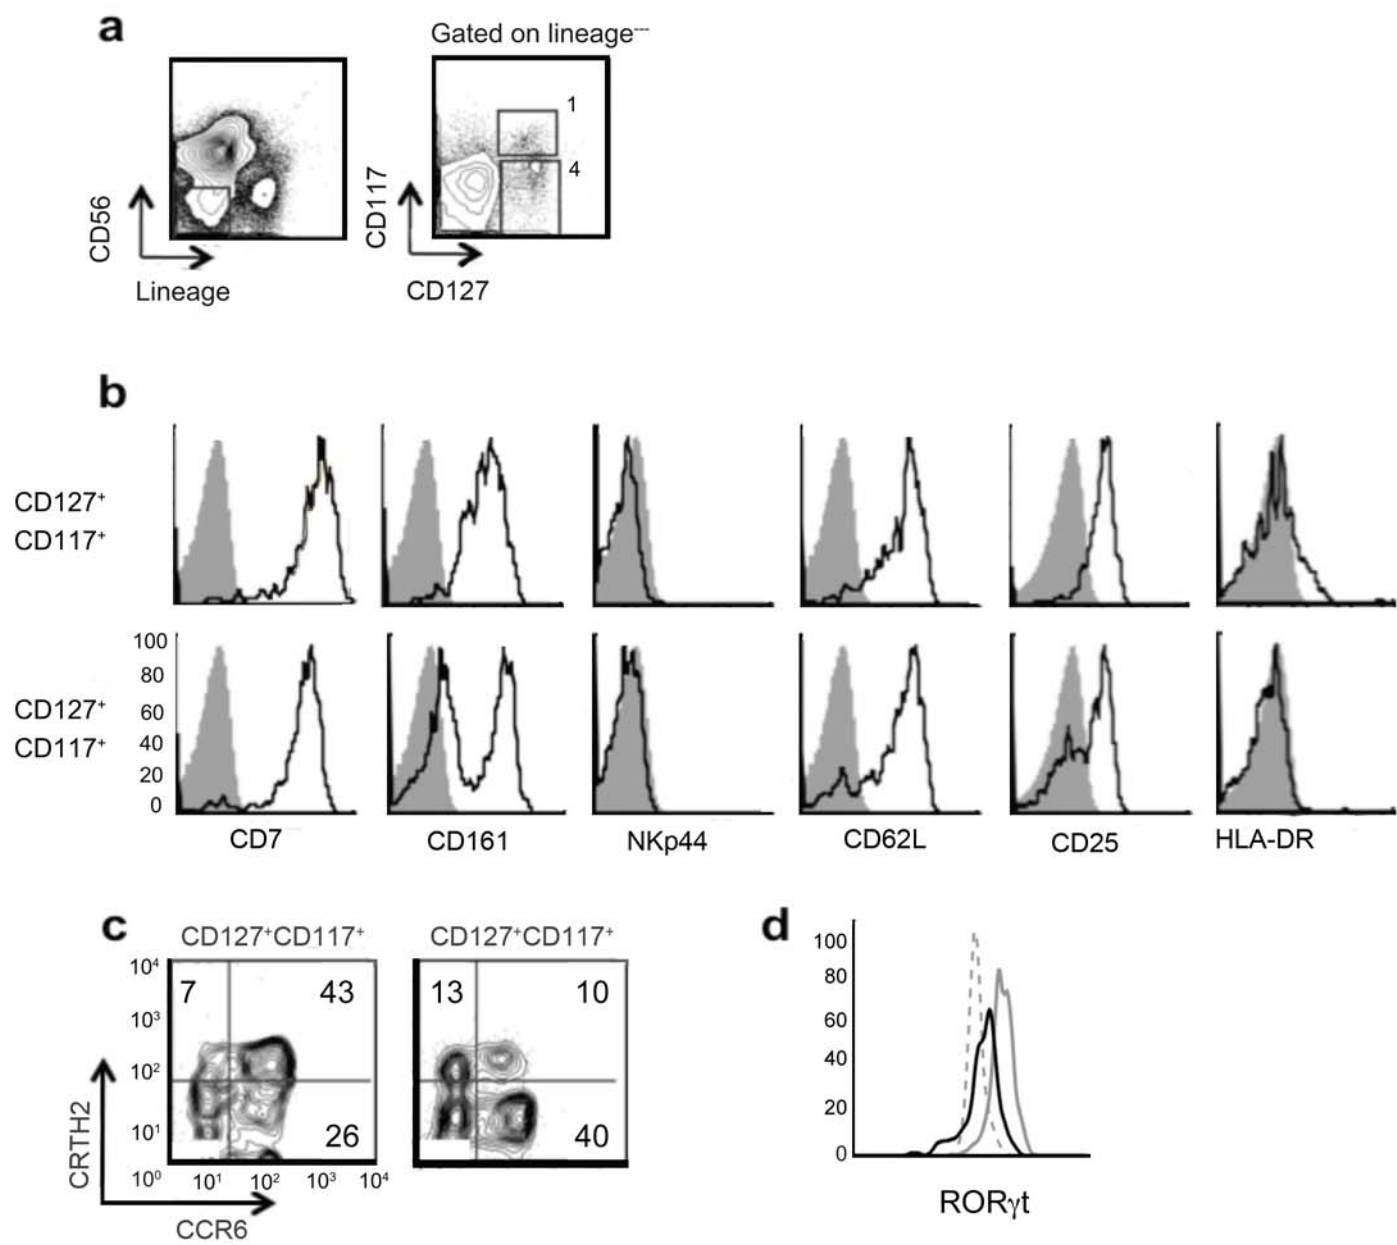 a
Gated on lineage---
1
4
CD56
Lineage
CD117
CD127
b
CD127+
CD117+
CD127+
CD117+
100
80
60
40
20
0
CD7
CD161
NKp44
CD62L
CD25
HLA-DR
c
CD127+CD117+
CD127+CD117+
10⁴
10³
10²
10¹
10⁰
7
43
26
13
10
40
10¹
10²
10³
10⁴
CRTH2
CCR6
d
100
80
60
40
20
0
RORγt